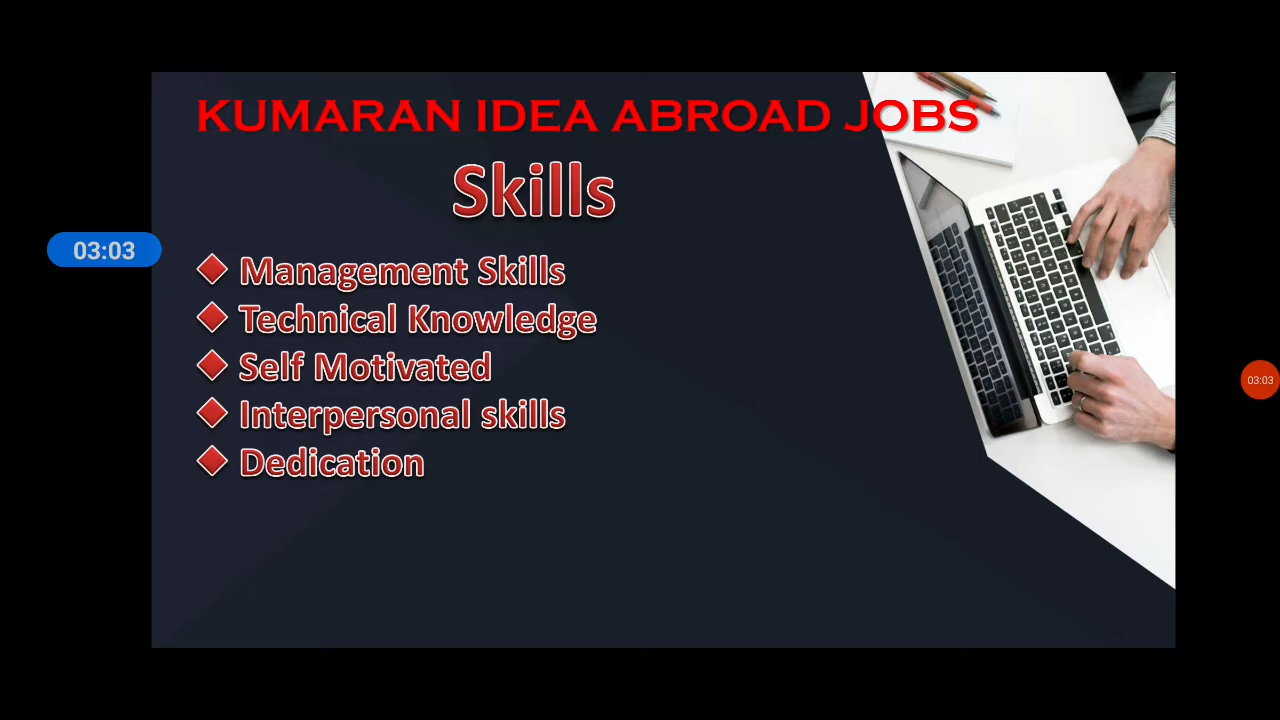 KUMARAN IDEA ABROAD JOBS
Skills
03:03
Management Skills
Technical Knowledge
Self Motivated
03:03
Interpersonal skills
Dedication